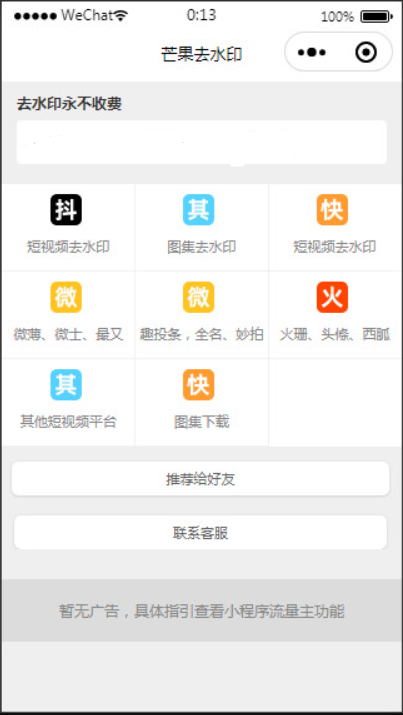 ●●●●● WeChat 0:13 100%
芒果去水印
去水印永不收费
抖 其 快
短视频去水印 图集去水印 短视频去水印
微 微 火
微薄、微士、最又 趣投条，全名、妙拍 火珊、头條、西瓡
其 快
其他短视频平台 图集下载
推荐给好友
联系客服
暂无广告，具体指引查看小程序流量主功能